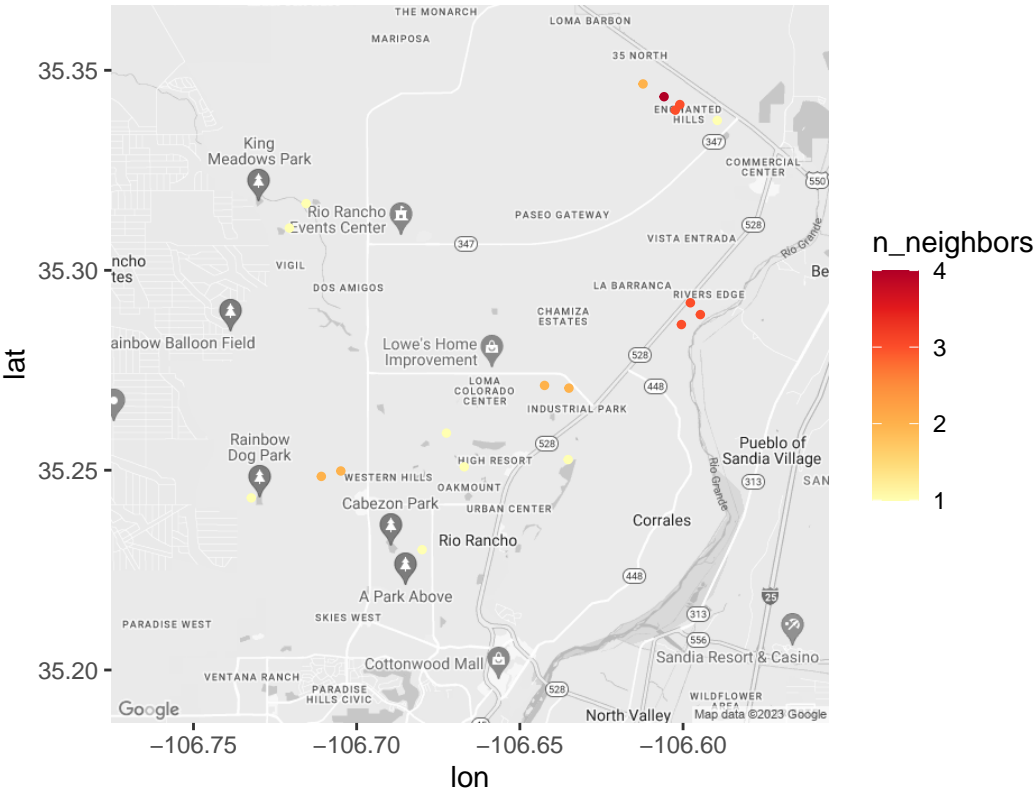 THE MONARCH
LOMA BARBON
MARIPOSA
35 NORTH
35.35
ENCHANTED
HILLS
King
Meadows Park
347
COMMERCIAL
CENTER
550
Rio Rancho
Events Center
PASEO GATEWAY
528
Rio Grande
347
VISTA ENTRADA
n_neighbors
ncho
tes
VIGIL
35.30
Be
4
DOS AMIGOS
LA BARRANCA
RIVERS EDGE
CHAMIZA
ESTATES
ainbow Balloon Field
Lowe's Home
Improvement
528
3
lat
LOMA
COLORADO
CENTER
448
INDUSTRIAL PARK
2
Rainbow
Dog Park
528
Pueblo of
Sandia Village
35.25
HIGH RESORT
WESTERN HILLS
Rio Grande
313
SAN
OAKMOUNT
1
Cabezon Park
URBAN CENTER
Corrales
Rio Rancho
448
A Park Above
25
PARADISE WEST
SKIES WEST
313
556
Sandia Resort & Casino
35.20
Cottonwood Mall
VENTANA RANCH
PARADISE
HILLS CIVIC
528
WILDFLOWER
AREA
Google
North Valley
Map data ©2023 Google
−106.75
−106.70
−106.65
−106.60
lon